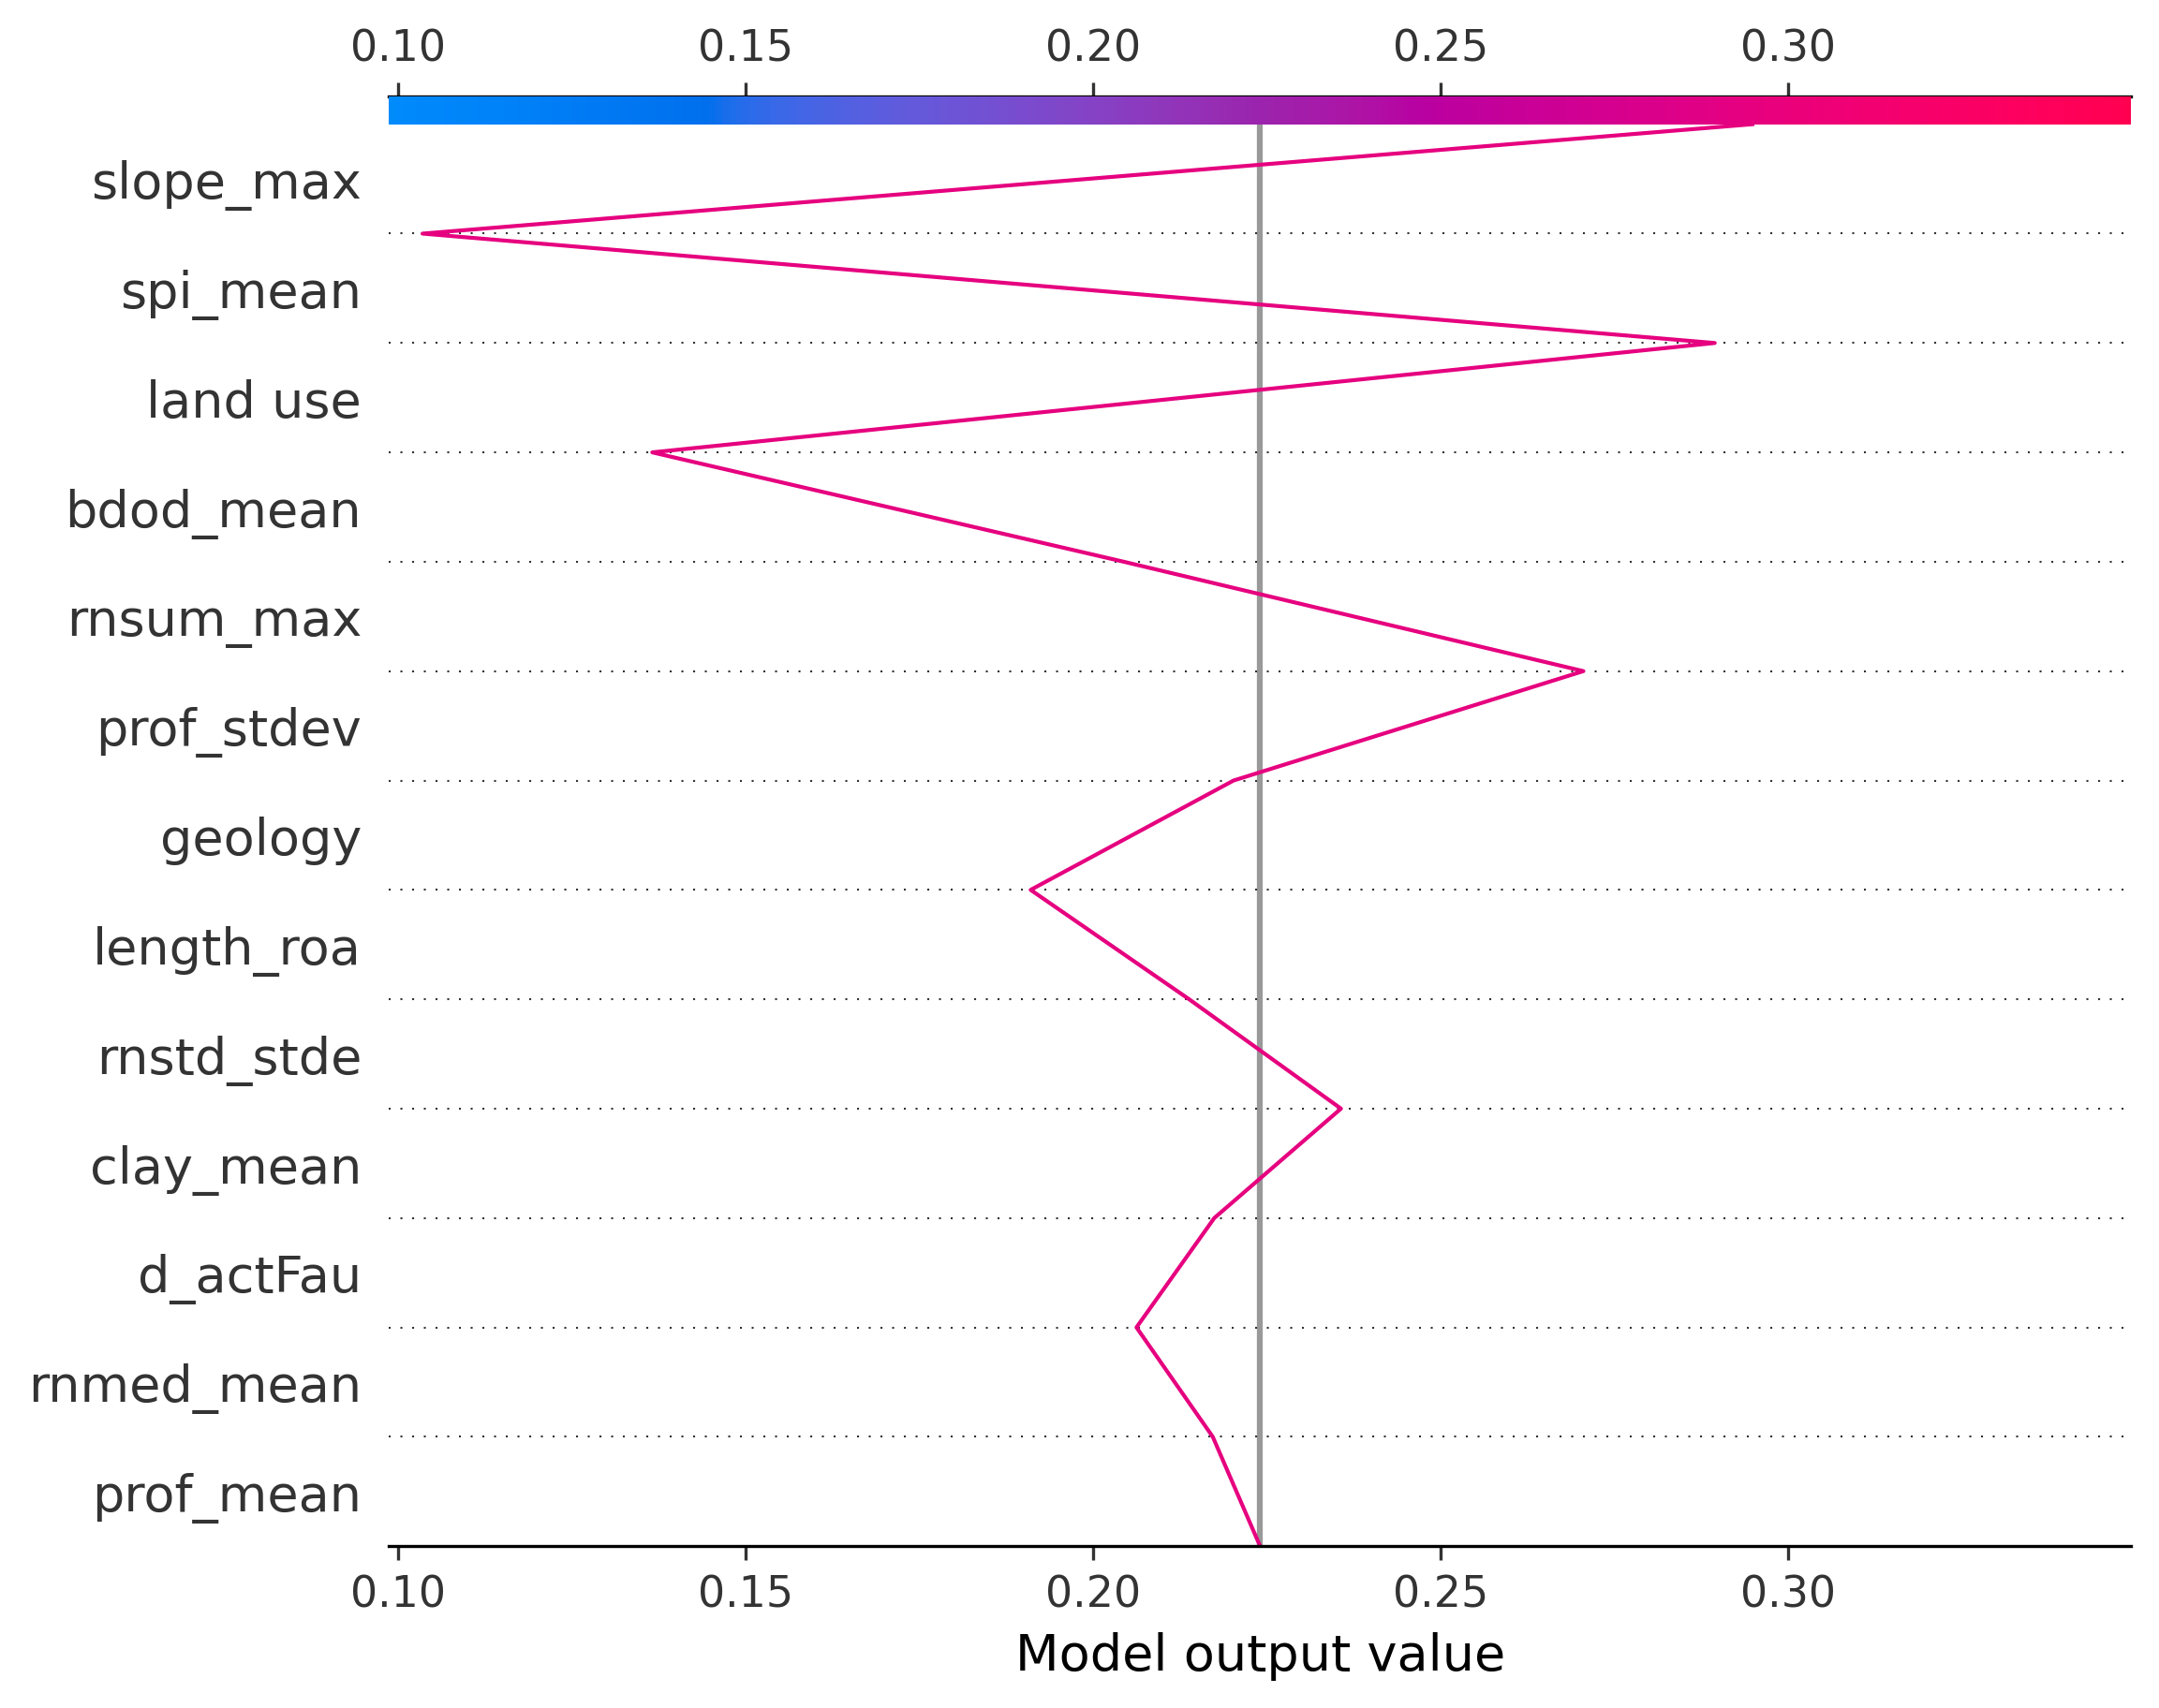 0.10 0.15 0.20 0.25 0.30
slope_max
spi_mean
land use
bdod_mean
rnsum_max
prof_stdev
geology
length_roa
rnstd_stde
clay_mean
d_actFau
rnmed_mean
prof_mean
0.10 0.15 0.20 0.25 0.30
Model output value